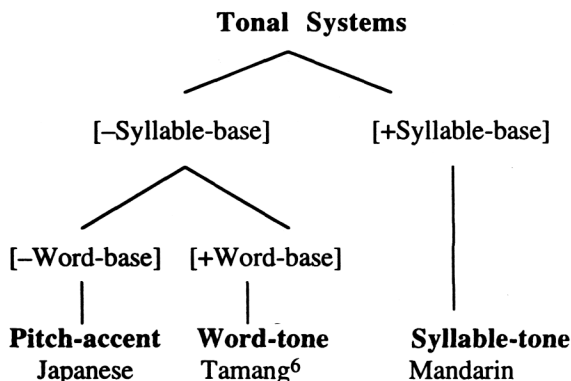 Tonal Systems
[–Syllable-base] [+Syllable-base]
[–Word-base] [+Word-base]
Pitch-accent Word-tone Syllable-tone
Japanese Tamang⁶ Mandarin